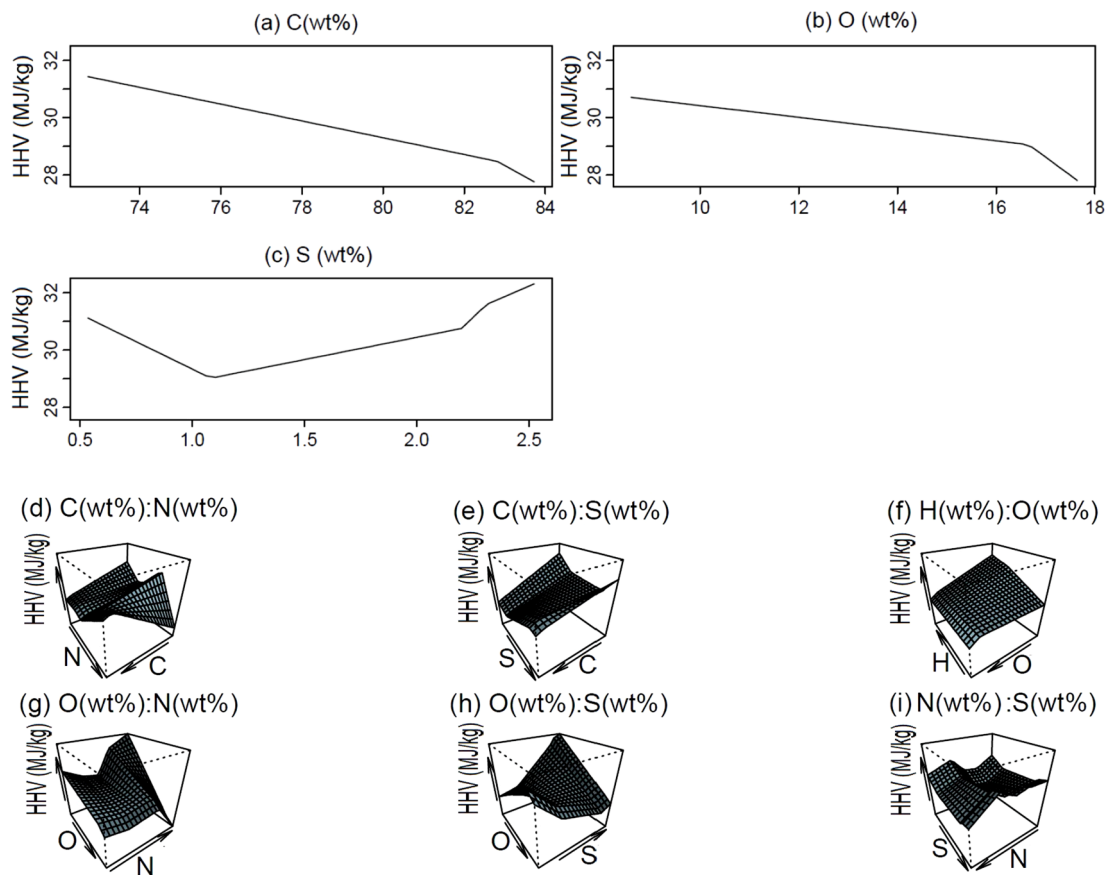 (a) C(wt%)
(b) O (wt%)
HHV (MJ/kg)
32
30
28
74 76 78 80 82 84
HHV (MJ/kg)
32
30
28
10 12 14 16 18
(c) S (wt%)
HHV (MJ/kg)
32
30
28
0.5 1.0 1.5 2.0 2.5
(d) C(wt%):N(wt%)
(e) C(wt%):S(wt%)
(f) H(wt%):O(wt%)
HHV (MJ/kg)
N
C
HHV (MJ/kg)
S
C
HHV (MJ/kg)
H
O
(g) O(wt%):N(wt%)
(h) O(wt%):S(wt%)
(i) N(wt%):S(wt%)
HHV (MJ/kg)
O
N
HHV (MJ/kg)
O
S
HHV (MJ/kg)
S
N